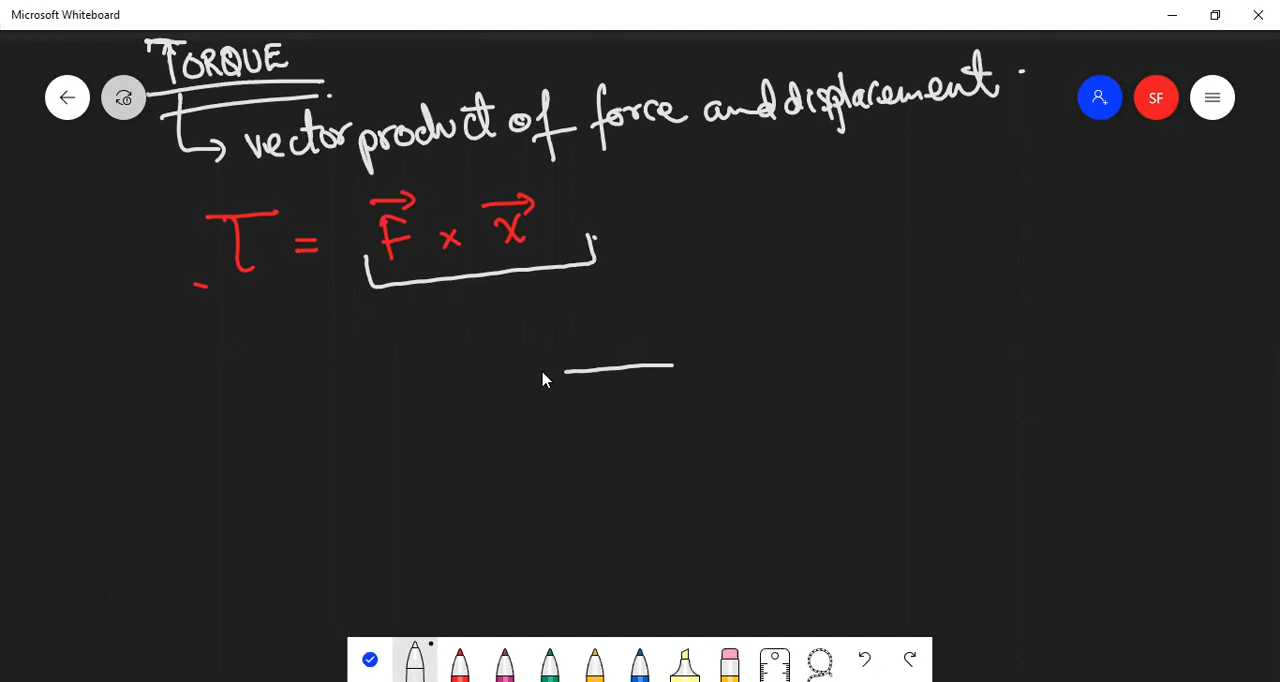 Microsoft Whiteboard
TORQUE
vector product of force and displacement.
SF
τ = F × x